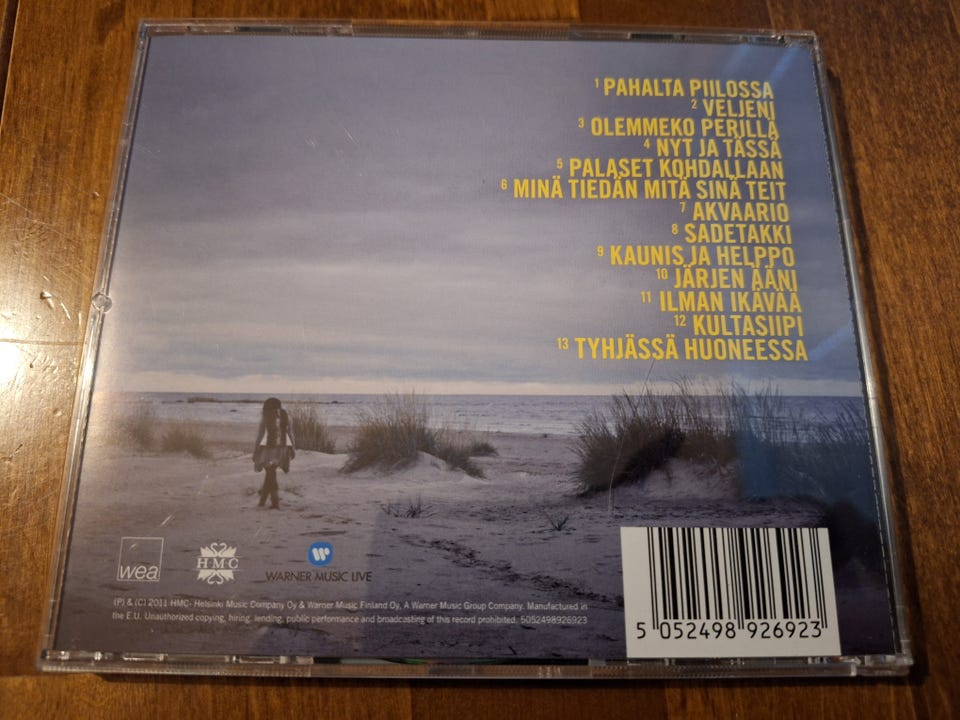 1 PAHALTA PIILOSSA
2 VELJENI
3 OLEMMEKO PERILLÄ
4 NYT JA TÄSSÄ
5 PALASET KOHDALLAAN
6 MINÄ TIEDÄN MITÄ SINÄ TEIT
7 AKVAARIO
8 SADETAKKI
9 KAUNIS JA HELPPO
10 JÄRJEN ÄÄNI
11 ILMAN IKÄVÄÄ
12 KULTASIIPI
13 TYHJÄSSÄ HUONEESSA
wea
HMC
WARNER MUSIC LIVE
(P) & (C) 2011 HMC- Helsinki Music Company Oy & Warner Music Finland Oy, A Warner Music Group Company. Manufactured in
the E.U. Unauthorized copying, hiring, lending, public performance and broadcasting of this record prohibited. 5052498926923
5 052498 926923